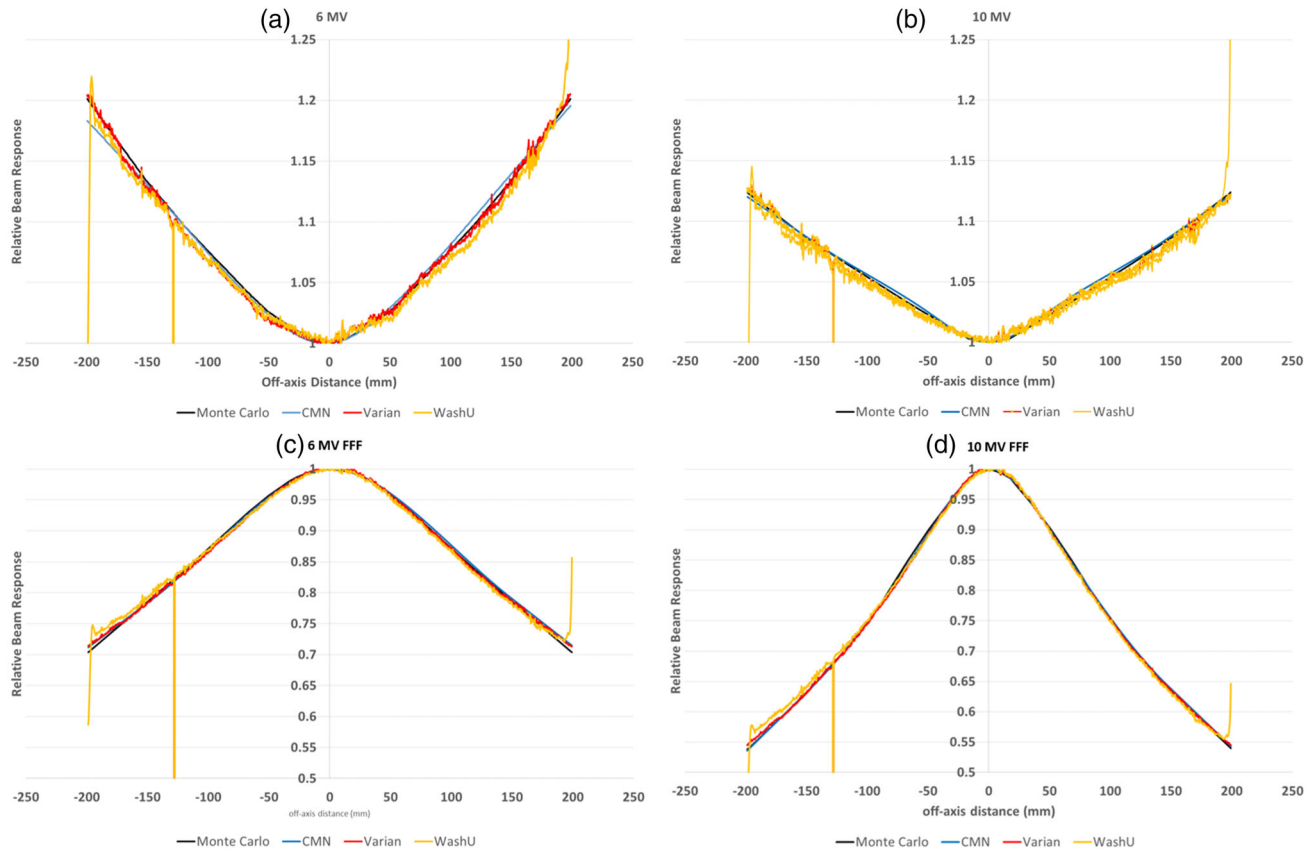 (a) 6 MV
Relative Beam Response
1.25
1.2
1.15
1.1
1.05
1
-250 -200 -150 -100 -50 0 50 100 150 200 250
Off-axis Distance (mm)
Monte Carlo CMN Varian WashU
(b) 10 MV
Relative Beam Response
1.25
1.2
1.15
1.1
1.05
1
-250 -200 -150 -100 -50 0 50 100 150 200 250
off-axis distance (mm)
Monte Carlo CMN Varian WashU
(c) 6 MV FFF
Relative Beam Response
1
0.95
0.9
0.85
0.8
0.75
0.7
0.65
0.6
0.55
0.5
-250 -200 -150 -100 -50 0 50 100 150 200 250
off-axis distance (mm)
Monte Carlo CMN Varian WashU
(d) 10 MV FFF
Relative Beam Response
1
0.95
0.9
0.85
0.8
0.75
0.7
0.65
0.6
0.55
0.5
-250 -200 -150 -100 -50 0 50 100 150 200 250
off-axis distance (mm)
Monte Carlo CMN Varian WashU